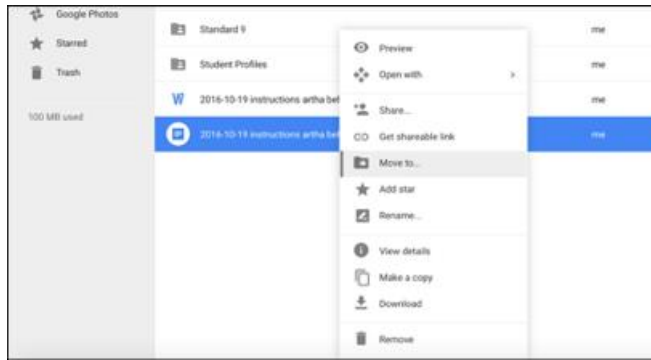 Google Photos
Starred
Trash
100 MB used
Standard 9
me
Student Profiles
me
2016-10-19 instructions artha bef
me
2016-10-19 instructions artha bef
me
Preview
Open with
Share...
Get shareable link
Move to...
Add star
Rename...
View details
Make a copy
Download
Remove